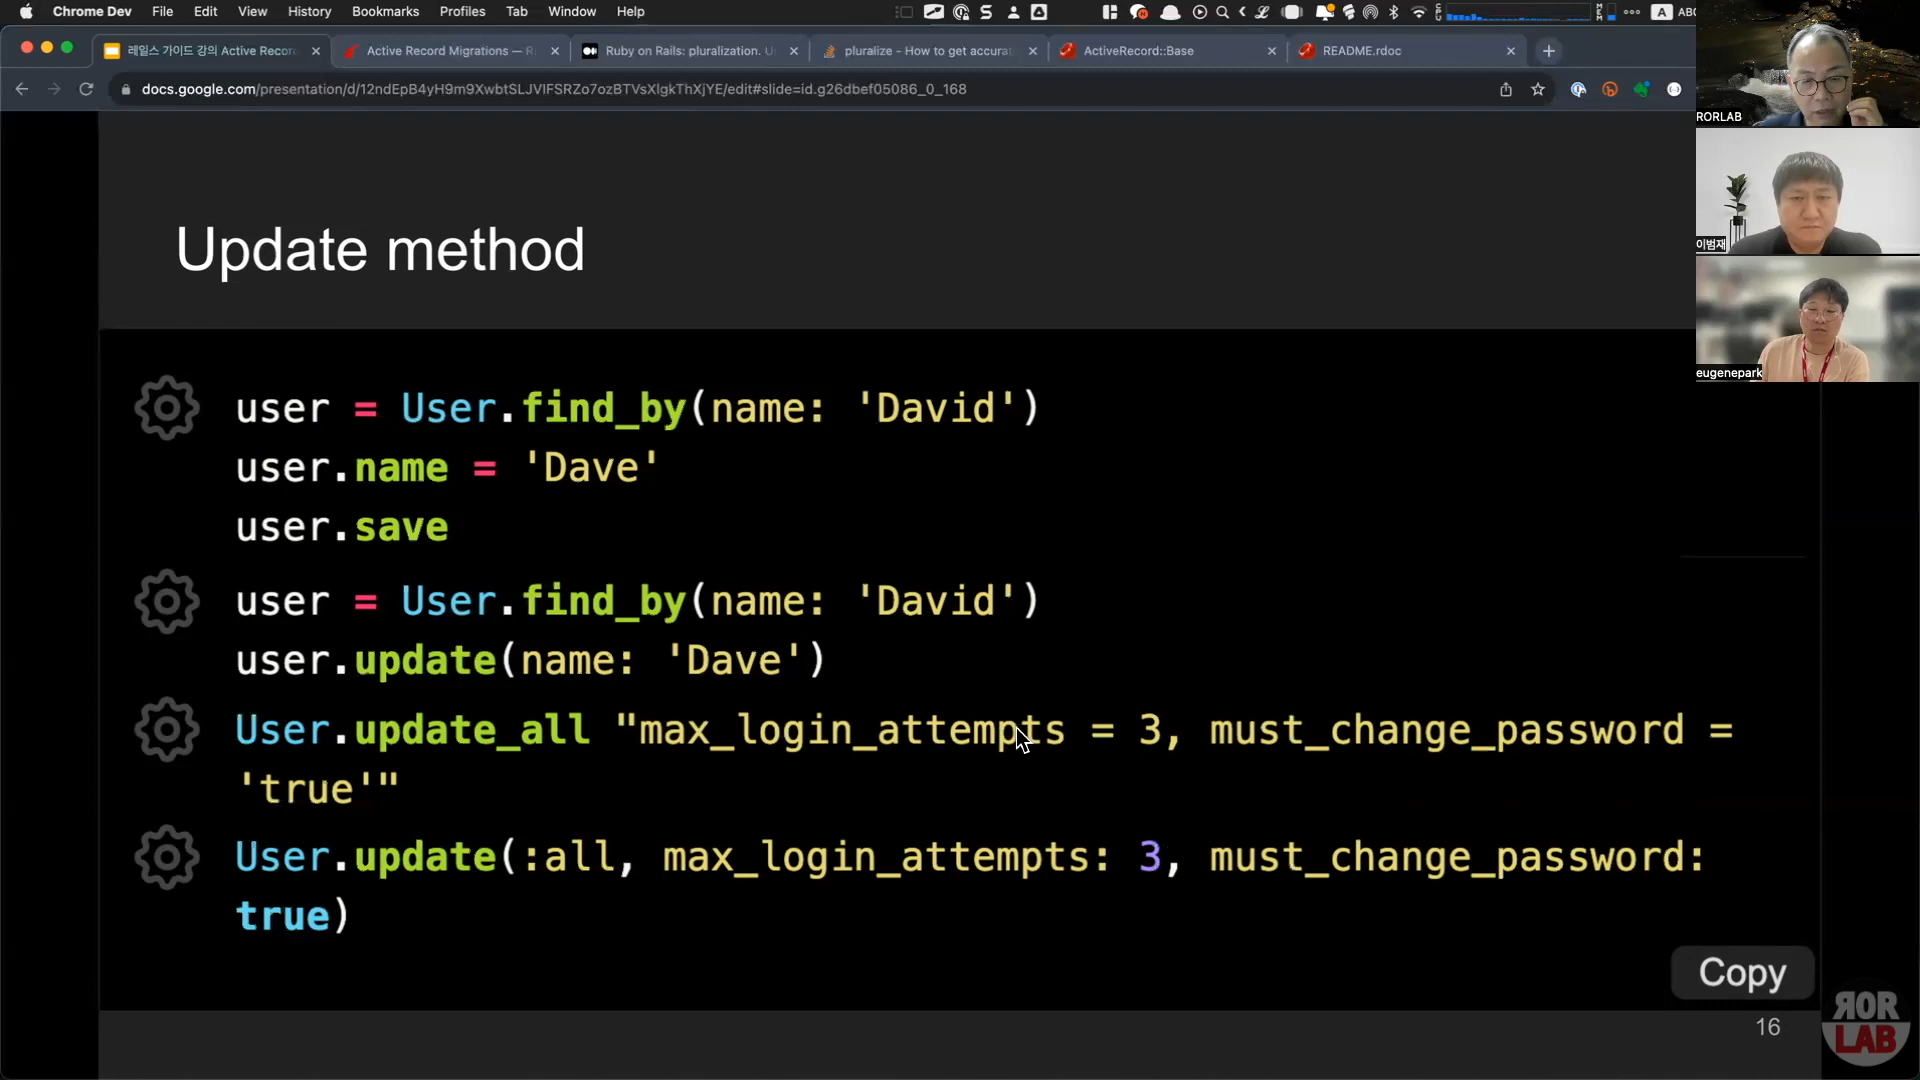 Chrome Dev File Edit View History Bookmarks Profiles Tab Window Help
레일스 가이드 강의 Active Recor
Active Record Migrations — R
Ruby on Rails: pluralization. U
pluralize - How to get accurat
ActiveRecord::Base
README.rdoc
docs.google.com/presentation/d/12ndEpB4yH9m9XwbtSLJVIFSRZo7ozBTVsXlgkThXjYE/edit#slide=id.g26dbef05086_0_168
RORLAB
이범재
eugenepark
Update method
user = User.find_by(name: 'David')
user.name = 'Dave'
user.save
user = User.find_by(name: 'David')
user.update(name: 'Dave')
User.update_all "max_login_attempts = 3, must_change_password =
'true'"
User.update(:all, max_login_attempts: 3, must_change_password:
true)
Copy
16
ROR
LAB